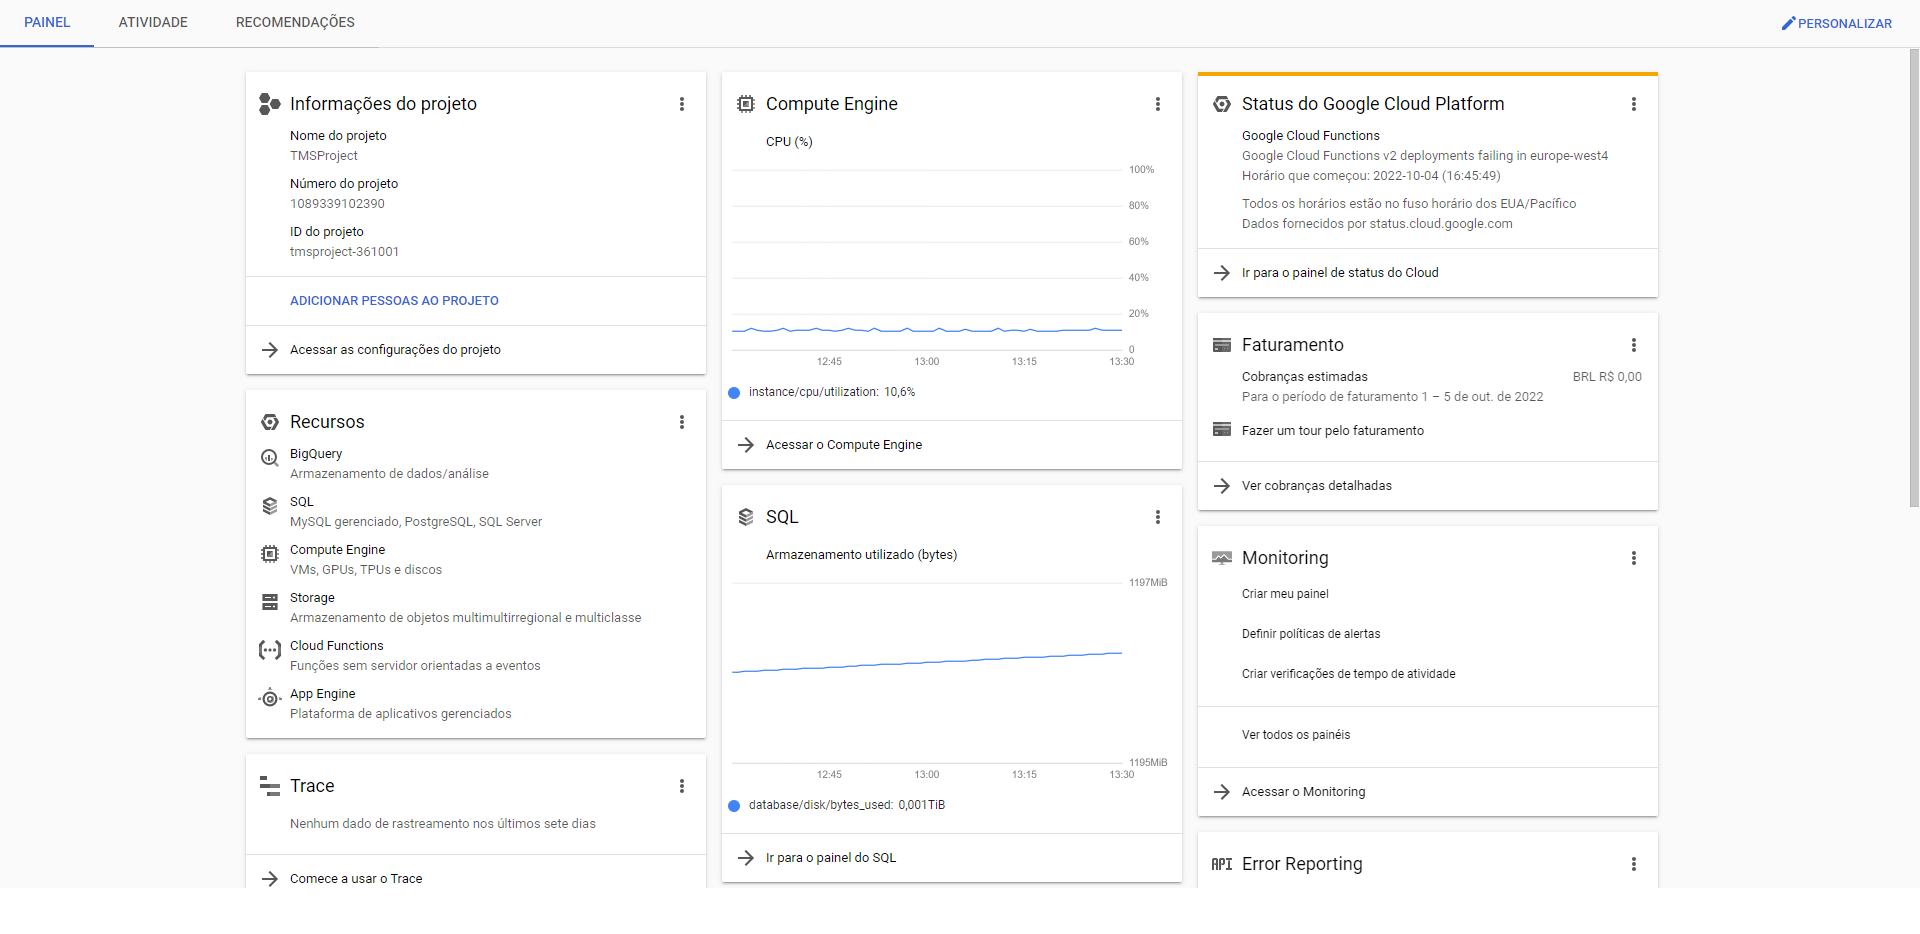 PAINEL
ATIVIDADE
RECOMENDAÇÕES
PERSONALIZAR
Informações do projeto
Nome do projeto
TMSProject
Número do projeto
1089339102390
ID do projeto
tmsproject-361001
ADICIONAR PESSOAS AO PROJETO
Acessar as configurações do projeto
Recursos
BigQuery
Armazenamento de dados/análise
SQL
MySQL gerenciado, PostgreSQL, SQL Server
Compute Engine
VMs, GPUs, TPUs e discos
Storage
Armazenamento de objetos multimultirregional e multiclasse
Cloud Functions
Funções sem servidor orientadas a eventos
App Engine
Plataforma de aplicativos gerenciados
Trace
Nenhum dado de rastreamento nos últimos sete dias
Comece a usar o Trace
Compute Engine
CPU (%)
100%
80%
60%
40%
20%
0
12:45 13:00 13:15 13:30
instance/cpu/utilization: 10,6%
Acessar o Compute Engine
SQL
Armazenamento utilizado (bytes)
1197MiB
1195MiB
12:45 13:00 13:15 13:30
database/disk/bytes_used: 0,001TiB
Ir para o painel do SQL
Status do Google Cloud Platform
Google Cloud Functions
Google Cloud Functions v2 deployments failing in europe-west4
Horário que começou: 2022-10-04 (16:45:49)
Todos os horários estão no fuso horário dos EUA/Pacífico
Dados fornecidos por status.cloud.google.com
Ir para o painel de status do Cloud
Faturamento
Cobranças estimadas BRL R$ 0,00
Para o período de faturamento 1 – 5 de out. de 2022
Fazer um tour pelo faturamento
Ver cobranças detalhadas
Monitoring
Criar meu painel
Definir políticas de alertas
Criar verificações de tempo de atividade
Ver todos os painéis
Acessar o Monitoring
API Error Reporting